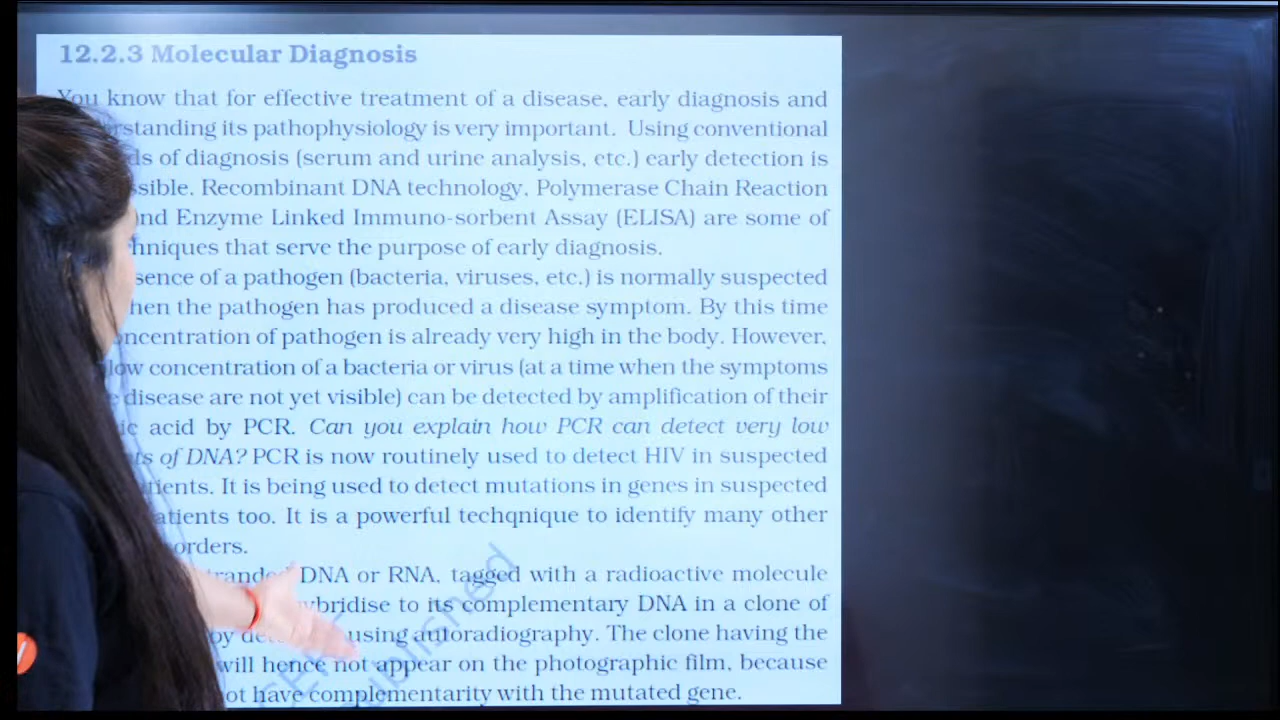 12.2.3 Molecular Diagnosis
You know that for effective treatment of a disease, early diagnosis and
rstanding its pathophysiology is very important. Using conventional
ds of diagnosis (serum and urine analysis, etc.) early detection is
ssible. Recombinant DNA technology, Polymerase Chain Reaction
nd Enzyme Linked Immuno-sorbent Assay (ELISA) are some of
hniques that serve the purpose of early diagnosis.
sence of a pathogen (bacteria, viruses, etc.) is normally suspected
hen the pathogen has produced a disease symptom. By this time
oncentration of pathogen is already very high in the body. However,
low concentration of a bacteria or virus (at a time when the symptoms
e disease are not yet visible) can be detected by amplification of their
ic acid by PCR. Can you explain how PCR can detect very low
ts of DNA? PCR is now routinely used to detect HIV in suspected
tients. It is being used to detect mutations in genes in suspected
atients too. It is a powerful techqnique to identify many other
orders.
trande DNA or RNA, tagged with a radioactive molecule
ybridise to its complementary DNA in a clone of
by de using autoradiography. The clone having the
will hence not appear on the photographic film, because
ot have complementarity with the mutated gene.
ublished